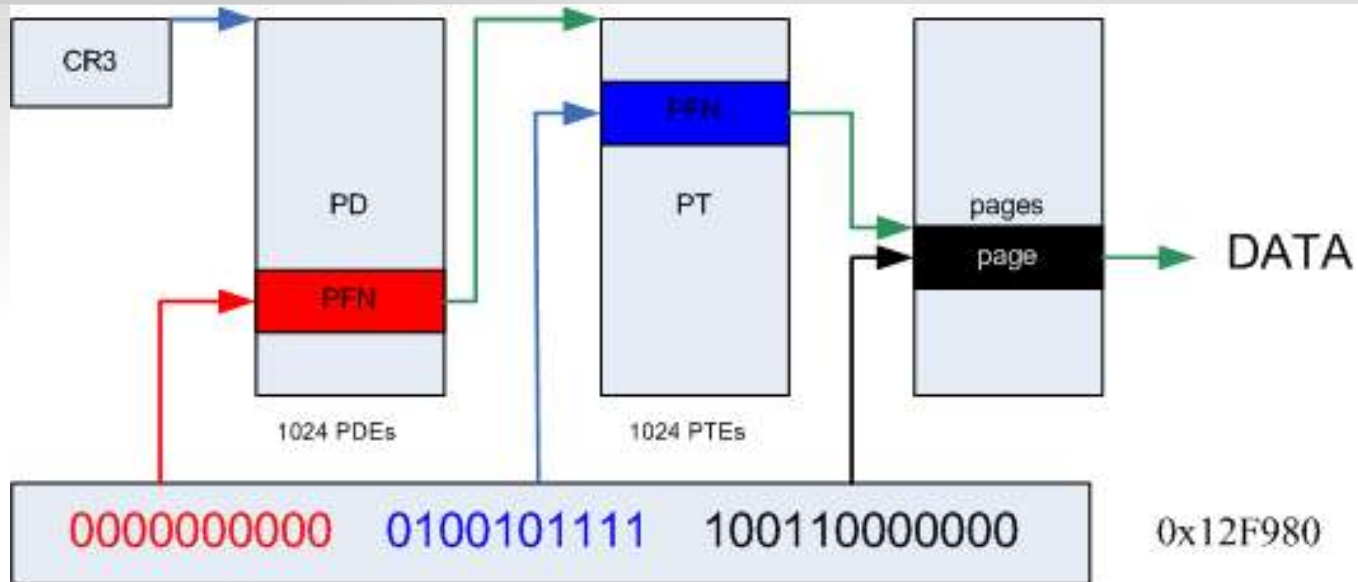 CR3
PD
PFN
1024 PDEs
PFN
PT
1024 PTEs
pages
page
DATA
0000000000 0100101111 100110000000 0x12F980